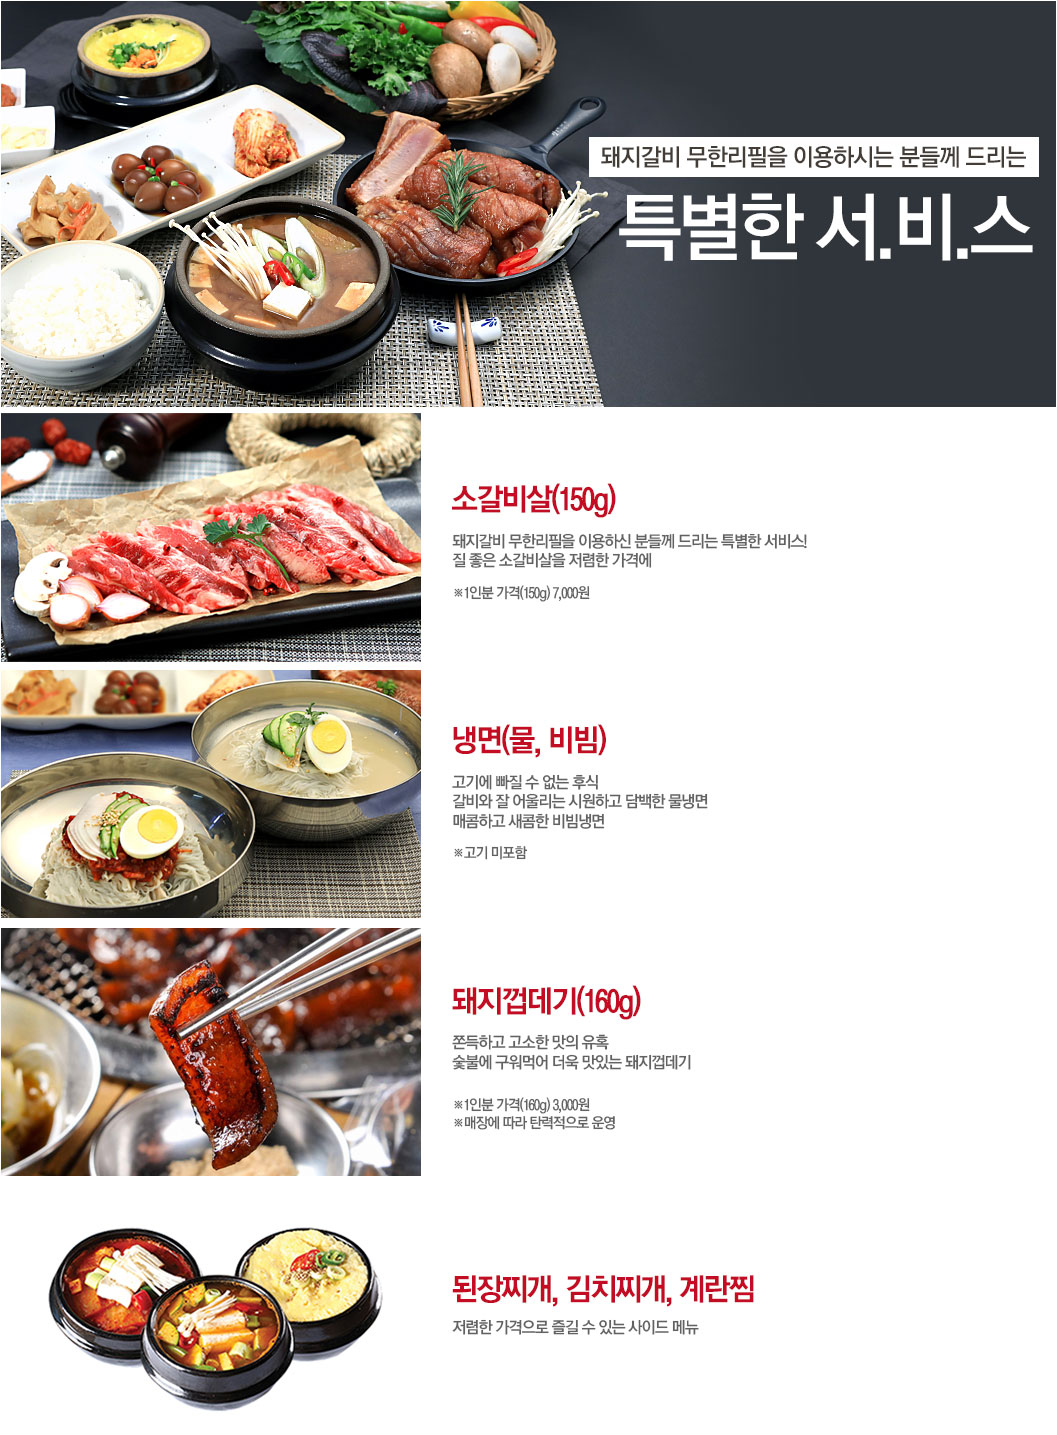 돼지갈비 무한리필을 이용하시는 분들께 드리는
특별한 서.비.스
소갈비살(150g)
돼지갈비 무한리필을 이용하신 분들께 드리는 특별한 서비스!
질 좋은 소갈비살을 저렴한 가격에
※1인분 가격(150g) 7,000원
냉면(물, 비빔)
고기에 빠질 수 없는 후식
갈비와 잘 어울리는 시원하고 담백한 물냉면
매콤하고 새콤한 비빔냉면
※고기 미포함
돼지껍데기(160g)
쫀득하고 고소한 맛의 유혹
숯불에 구워먹어 더욱 맛있는 돼지껍데기
※1인분 가격(160g) 3,000원
※매장에 따라 탄력적으로 운영
된장찌개, 김치찌개, 계란찜
저렴한 가격으로 즐길 수 있는 사이드 메뉴